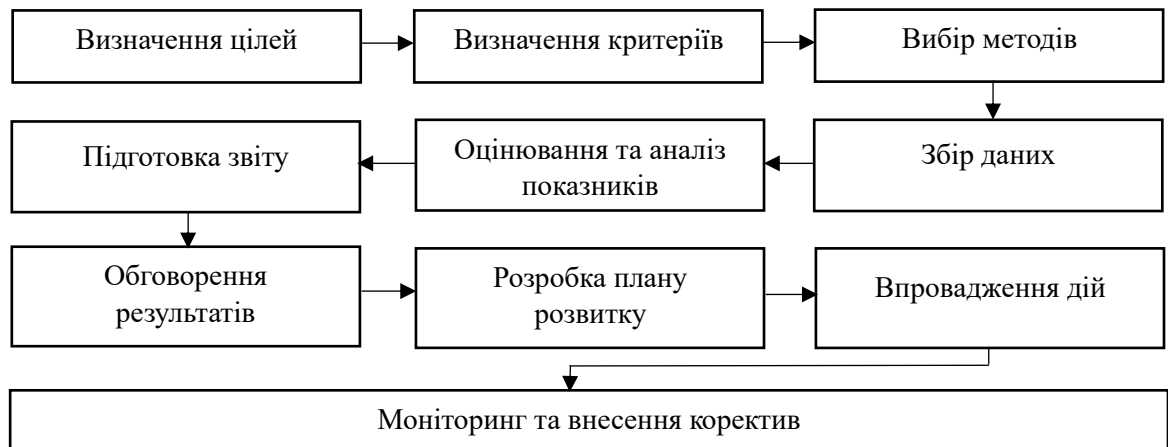 Визначення цілей
Визначення критеріїв
Вибір методів
Збір даних
Оцінювання та аналіз
показників
Підготовка звіту
Обговорення
результатів
Розробка плану
розвитку
Впровадження дій
Моніторинг та внесення коректив